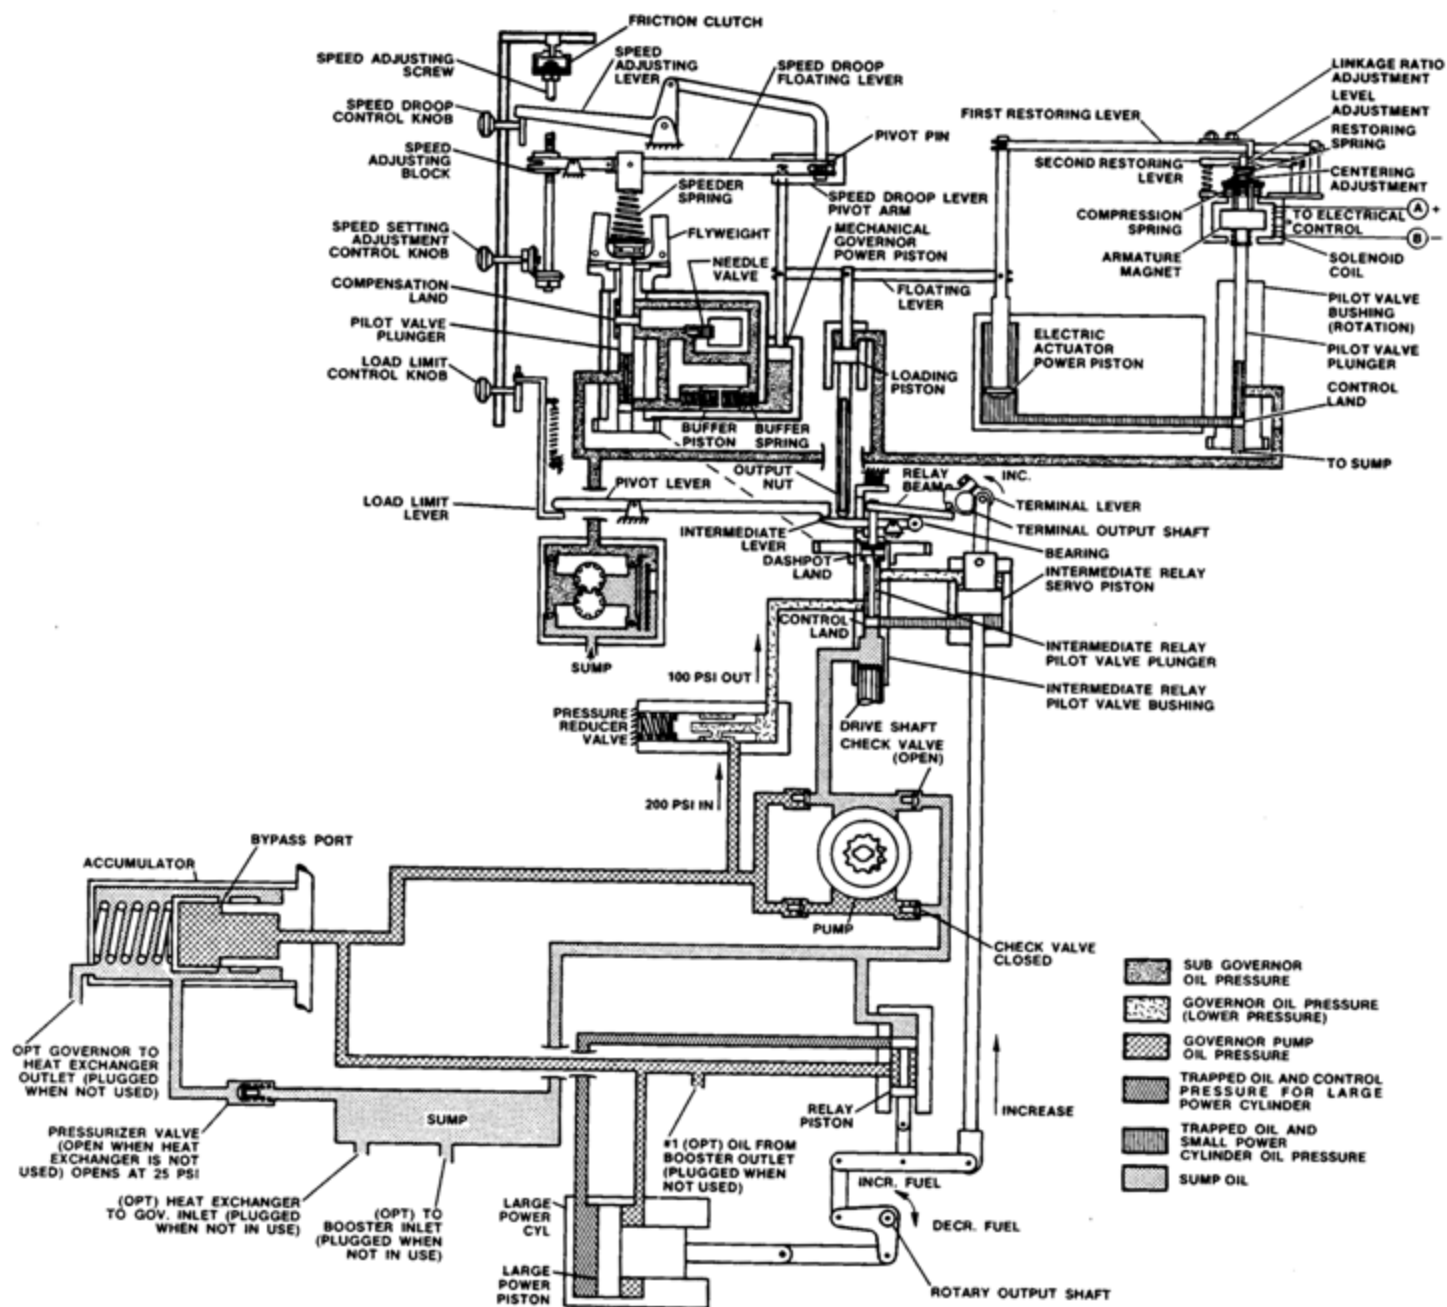 FRICTION CLUTCH
SPEED ADJUSTING
SCREW
SPEED
ADJUSTING
LEVER
SPEED DROOP
FLOATING LEVER
LINKAGE RATIO
ADJUSTMENT
SPEED DROOP
CONTROL KNOB
LEVEL
ADJUSTMENT
FIRST RESTORING LEVER
PIVOT PIN
RESTORING
SPRING
SPEED
ADJUSTING
BLOCK
SECOND RESTORING
LEVER
CENTERING
ADJUSTMENT
SPEEDER
SPRING
SPEED DROOP LEVER
PIVOT ARM
COMPRESSION
SPRING
A +
TO ELECTRICAL
CONTROL
B −
SPEED SETTING
ADJUSTMENT
CONTROL KNOB
FLYWEIGHT
MECHANICAL
GOVERNOR
POWER PISTON
ARMATURE
MAGNET
SOLENOID
COIL
NEEDLE
VALVE
COMPENSATION
LAND
FLOATING
LEVER
PILOT VALVE
BUSHING
(ROTATION)
PILOT VALVE
PLUNGER
ELECTRIC
ACTUATOR
POWER PISTON
PILOT VALVE
PLUNGER
LOAD LIMIT
CONTROL KNOB
LOADING
PISTON
CONTROL
LAND
BUFFER
PISTON
BUFFER
SPRING
TO SUMP
OUTPUT
NUT
RELAY
BEAM
INC.
PIVOT LEVER
LOAD LIMIT
LEVER
TERMINAL LEVER
TERMINAL OUTPUT SHAFT
INTERMEDIATE
LEVER
BEARING
DASHPOT
LAND
INTERMEDIATE RELAY
SERVO PISTON
CONTROL
LAND
INTERMEDIATE RELAY
PILOT VALVE PLUNGER
SUMP
100 PSI OUT
INTERMEDIATE RELAY
PILOT VALVE BUSHING
PRESSURE
REDUCER
VALVE
DRIVE SHAFT
CHECK VALVE
(OPEN)
200 PSI IN
BYPASS PORT
ACCUMULATOR
PUMP
CHECK VALVE
CLOSED
SUB GOVERNOR
OIL PRESSURE
GOVERNOR OIL PRESSURE
(LOWER PRESSURE)
GOVERNOR PUMP
OIL PRESSURE
TRAPPED OIL AND CONTROL
PRESSURE FOR LARGE
POWER CYLINDER
TRAPPED OIL AND
SMALL POWER
CYLINDER OIL PRESSURE
SUMP OIL
OPT GOVERNOR TO
HEAT EXCHANGER
OUTLET (PLUGGED
WHEN NOT USED)
SUMP
RELAY
PISTON
INCREASE
PRESSURIZER VALVE
(OPEN WHEN HEAT
EXCHANGER IS NOT
USED) OPENS AT 25 PSI
#1 (OPT) OIL FROM
BOOSTER OUTLET
(PLUGGED WHEN
NOT USED)
INCR. FUEL
(OPT) HEAT EXCHANGER
TO GOV. INLET (PLUGGED
WHEN NOT IN USE)
(OPT) TO
BOOSTER INLET
(PLUGGED WHEN
NOT IN USE)
LARGE
POWER
CYL
DECR. FUEL
LARGE
POWER
PISTON
ROTARY OUTPUT SHAFT